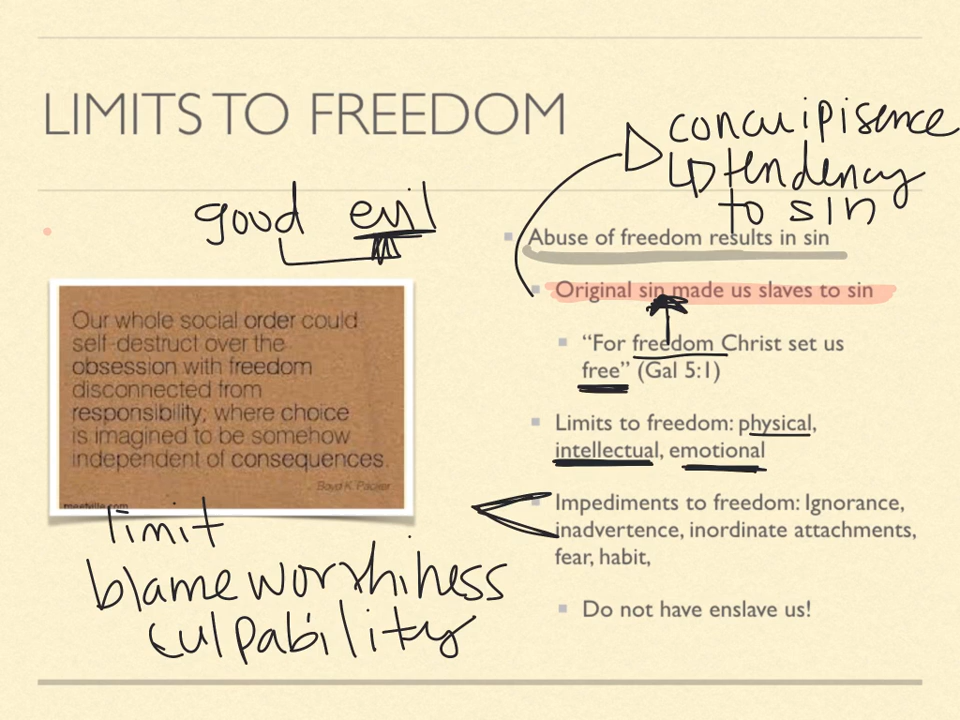 LIMITS TO FREEDOM
concuipisence
tendency
to sin
good evil
Abuse of freedom results in sin
Original sin made us slaves to sin
“For freedom Christ set us
free” (Gal 5:1)
Limits to freedom: physical,
intellectual, emotional
Impediments to freedom: Ignorance,
inadvertence, inordinate attachments,
fear, habit,
Do not have enslave us!
Our whole social order could
self-destruct over the
obsession with freedom
disconnected from
responsibility; where choice
is imagined to be somehow
independent of consequences.
Boyd K. Packer
meetville.com
limit
blameworthiness
culpability